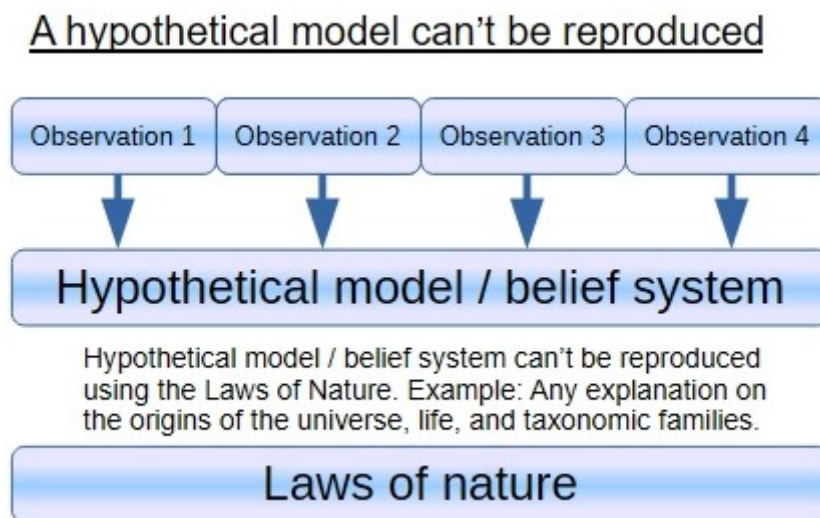 A hypothetical model can't be reproduced
Observation 1 Observation 2 Observation 3 Observation 4
Hypothetical model / belief system
Hypothetical model / belief system can't be reproduced
using the Laws of Nature. Example: Any explanation on
the origins of the universe, life, and taxonomic families.
Laws of nature